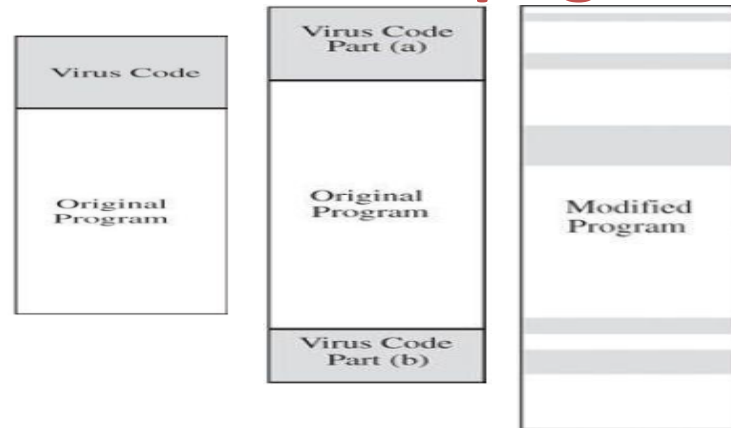 Virus Code
Original
Program
Virus Code
Part (a)
Original
Program
Virus Code
Part (b)
Modified
Program